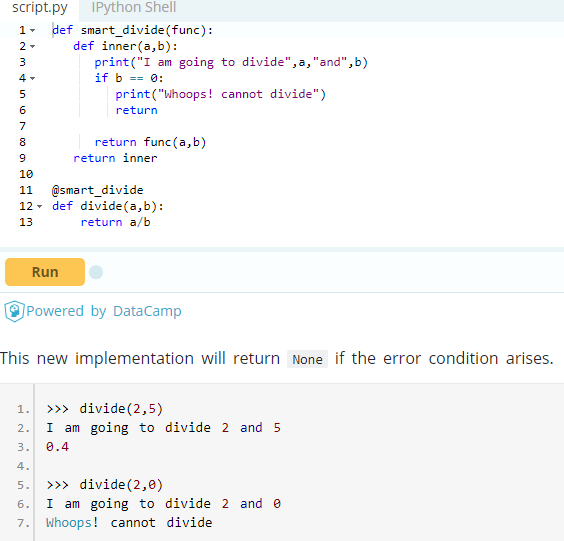 script.py IPython Shell
1 def smart_divide(func):
2 def inner(a,b):
3 print("I am going to divide",a,"and",b)
4 if b == 0:
5 print("Whoops! cannot divide")
6 return
7
8 return func(a,b)
9 return inner
10
11 @smart_divide
12 def divide(a,b):
13 return a/b
Run
Powered by DataCamp
This new implementation will return None if the error condition arises.
1. >>> divide(2,5)
2. I am going to divide 2 and 5
3. 0.4
4.
5. >>> divide(2,0)
6. I am going to divide 2 and 0
7. Whoops! cannot divide